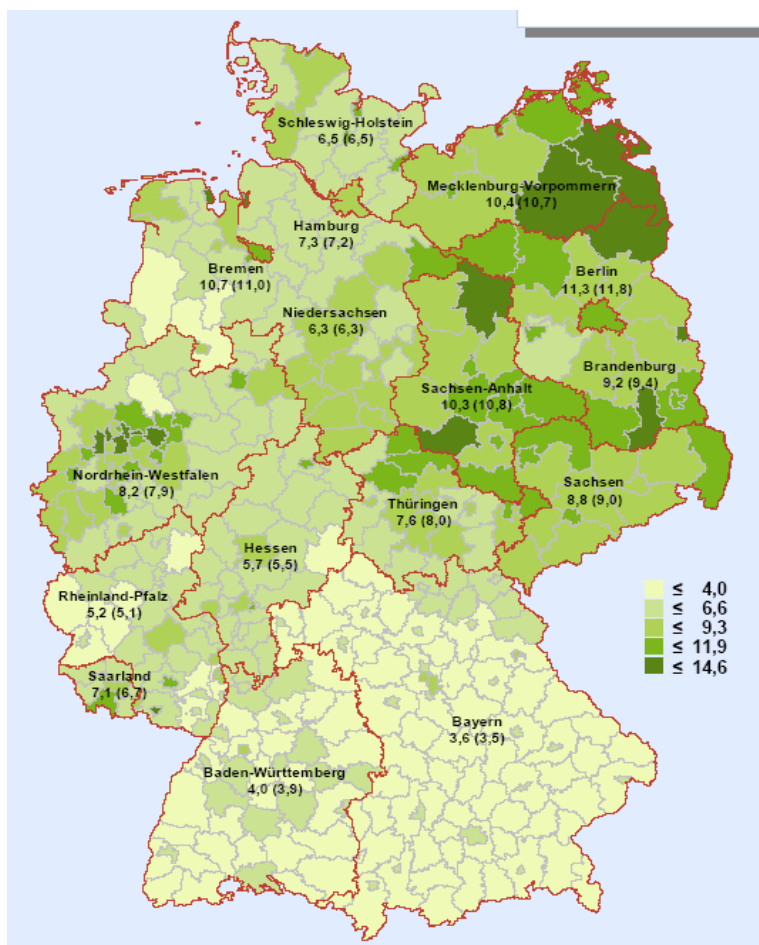 Schleswig-Holstein
6,5 (6,5)
Mecklenburg-Vorpommern
10,4 (10,7)
Hamburg
7,3 (7,2)
Bremen
10,7 (11,0)
Berlin
11,3 (11,8)
Niedersachsen
6,3 (6,3)
Brandenburg
9,2 (9,4)
Sachsen-Anhalt
10,3 (10,8)
Nordrhein-Westfalen
8,2 (7,9)
Sachsen
8,8 (9,0)
Thüringen
7,6 (8,0)
Hessen
5,7 (5,5)
Rheinland-Pfalz
5,2 (5,1)
≤ 4,0
≤ 6,6
≤ 9,3
≤ 11,9
≤ 14,6
Saarland
7,1 (6,7)
Bayern
3,6 (3,5)
Baden-Württemberg
4,0 (3,9)